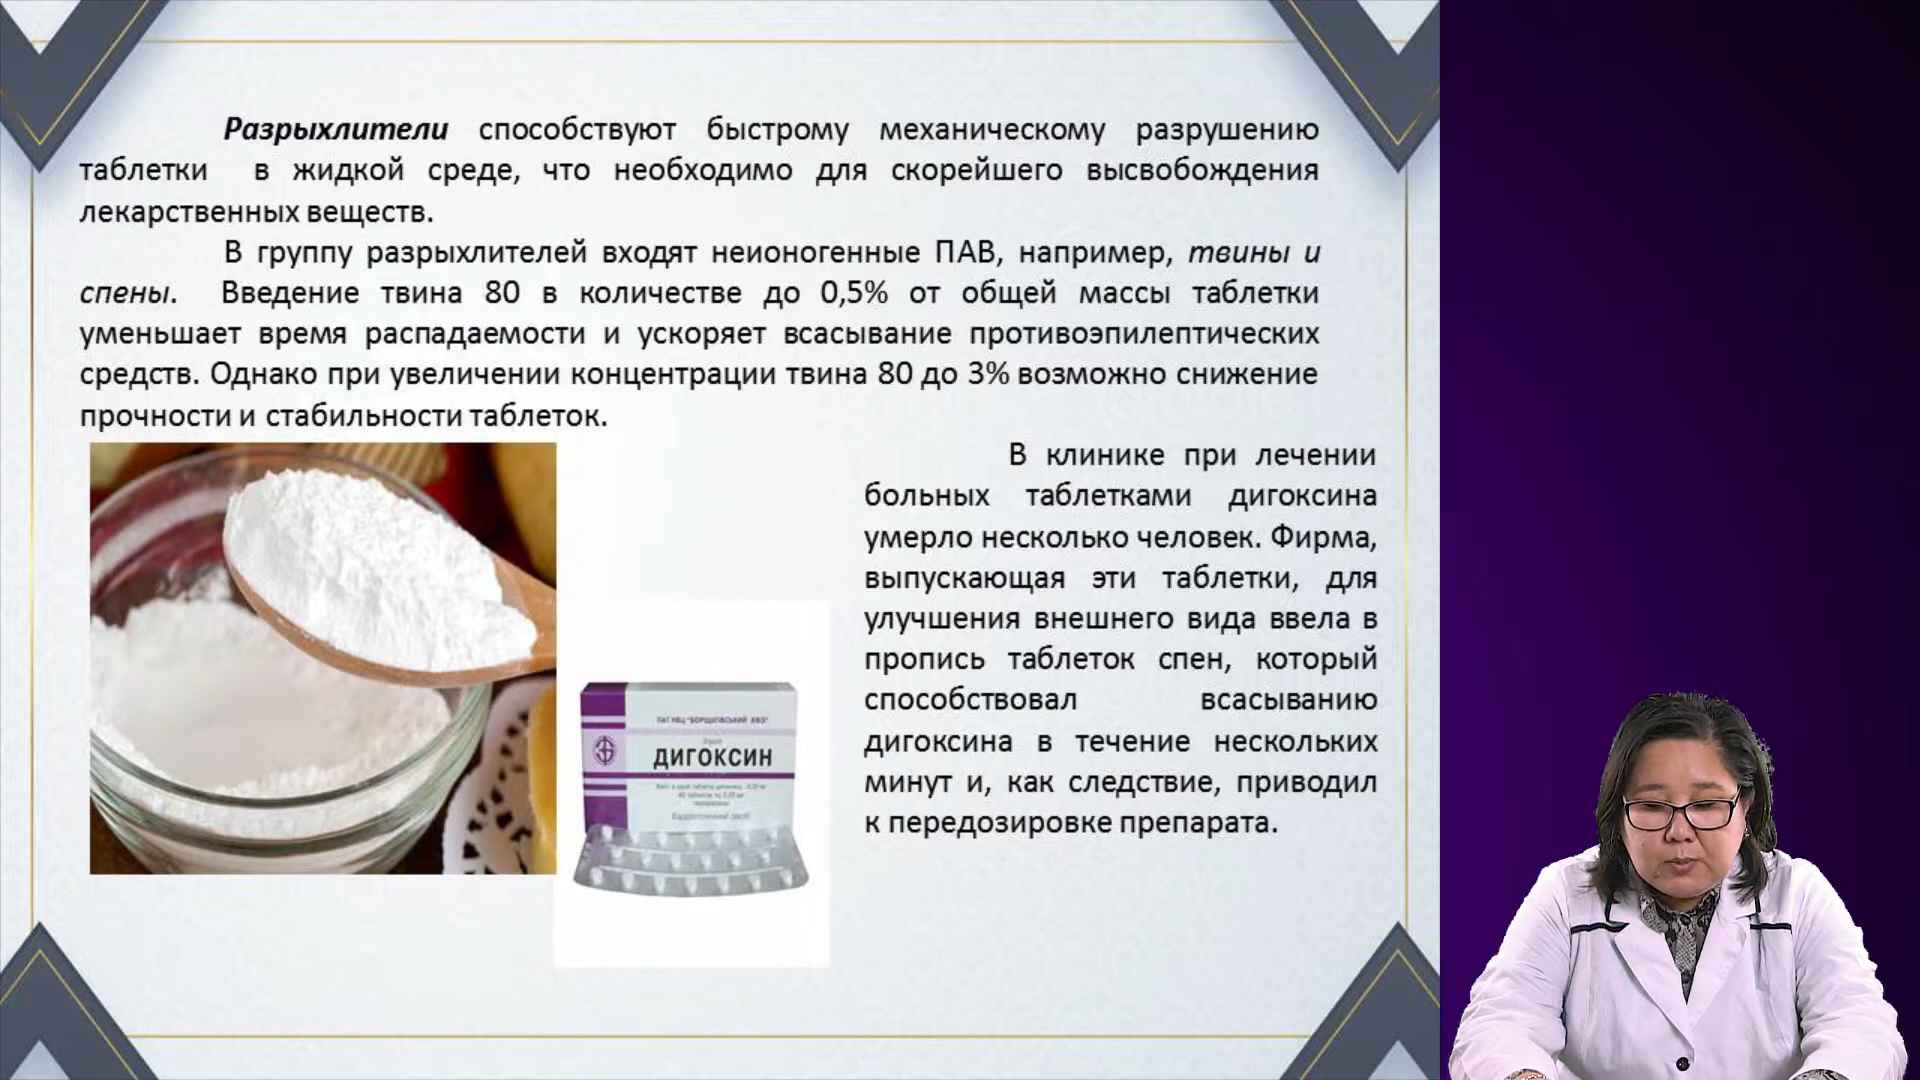 Разрыхлители способствуют быстрому механическому разрушению
таблетки в жидкой среде, что необходимо для скорейшего высвобождения
лекарственных веществ.
В группу разрыхлителей входят неионогенные ПАВ, например, твины и
спены. Введение твина 80 в количестве до 0,5% от общей массы таблетки
уменьшает время распадаемости и ускоряет всасывание противоэпилептических
средств. Однако при увеличении концентрации твина 80 до 3% возможно снижение
прочности и стабильности таблеток.
В клинике при лечении
больных таблетками дигоксина
умерло несколько человек. Фирма,
выпускающая эти таблетки, для
улучшения внешнего вида ввела в
пропись таблеток спен, который
способствовал всасыванию
дигоксина в течение нескольких
минут и, как следствие, приводил
к передозировке препарата.
ДИГОКСИН